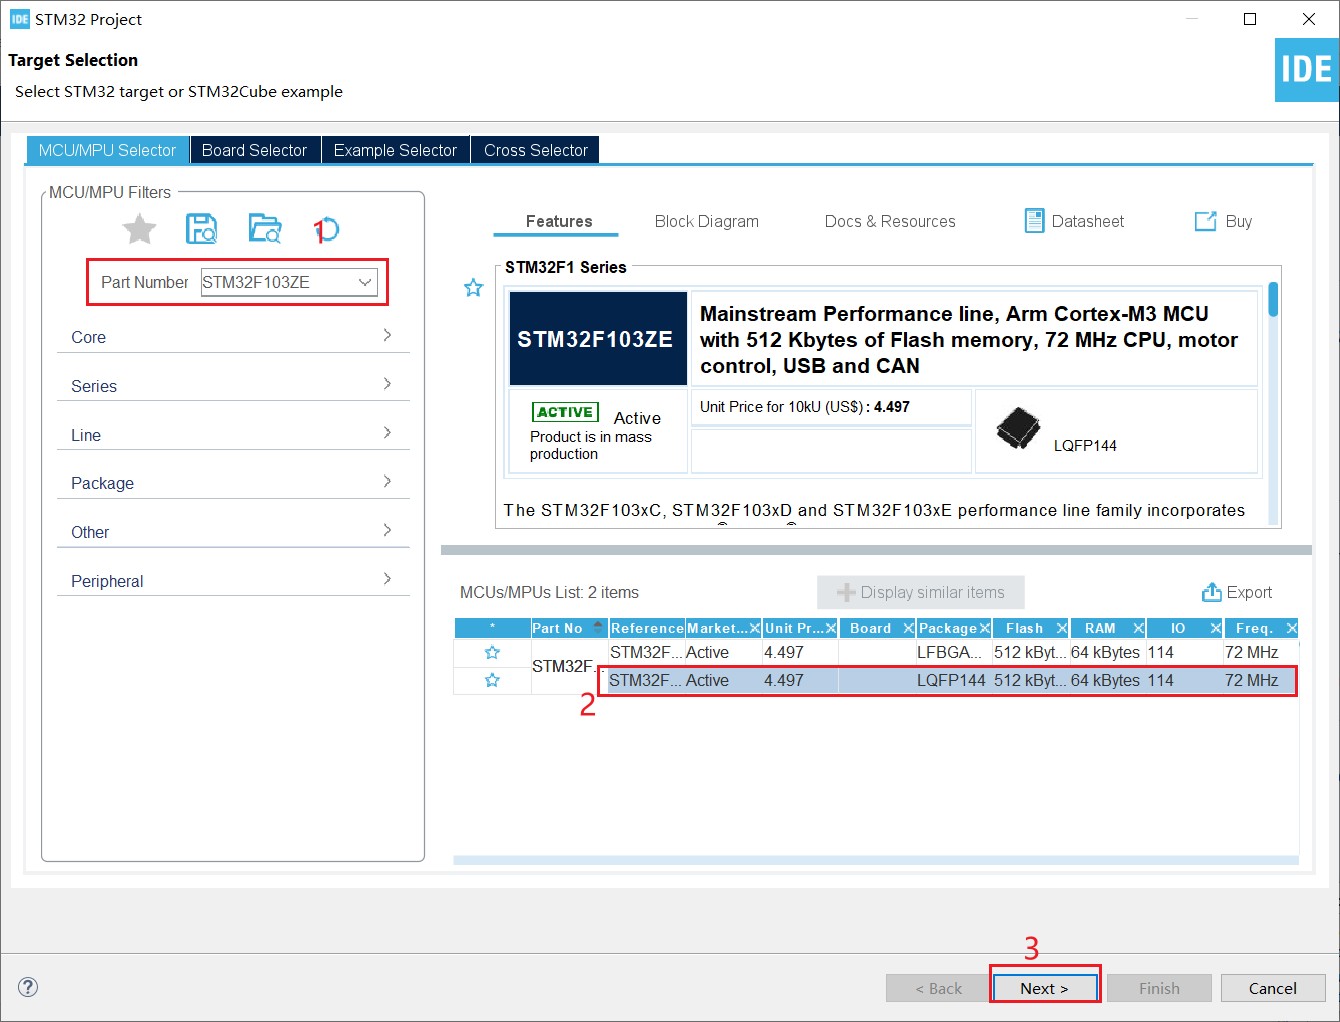 IDE STM32 Project
Target Selection
Select STM32 target or STM32Cube example
IDE
MCU/MPU Selector Board Selector Example Selector Cross Selector
MCU/MPU Filters
1
Part Number STM32F103ZE
Core
Series
Line
Package
Other
Peripheral
Features Block Diagram Docs & Resources Datasheet Buy
STM32F1 Series
STM32F103ZE
Mainstream Performance line, Arm Cortex-M3 MCU
with 512 Kbytes of Flash memory, 72 MHz CPU, motor
control, USB and CAN
ACTIVE Active
Product is in mass
production
Unit Price for 10kU (US$) : 4.497
LQFP144
The STM32F103xC, STM32F103xD and STM32F103xE performance line family incorporates
MCUs/MPUs List: 2 items Display similar items Export
* Part No Reference Market... Unit Pr... Board Package Flash RAM IO Freq.
STM32F...
STM32F... Active 4.497 LFBGA... 512 kByt... 64 kBytes 114 72 MHz
STM32F... Active 4.497 LQFP144 512 kByt... 64 kBytes 114 72 MHz
2
3
? < Back Next > Finish Cancel